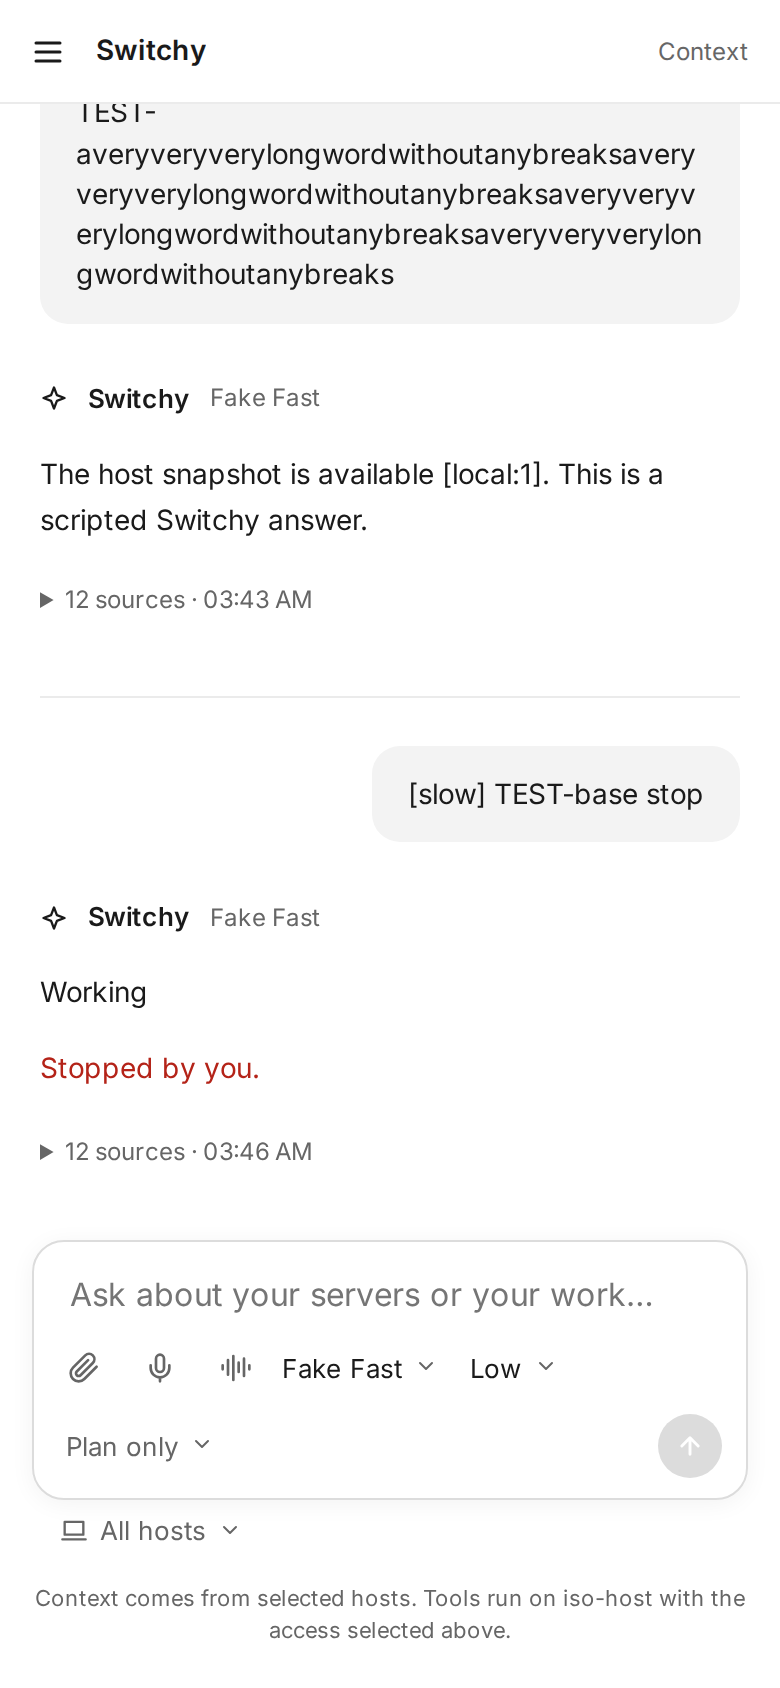 Switchy
Context
TEST-
averyveryverylongwordwithoutanybreaksavery
veryverylongwordwithoutanybreaksaveryveryv
erylongwordwithoutanybreaksaveryveryverylon
gwordwithoutanybreaks
Switchy Fake Fast
The host snapshot is available [local:1]. This is a
scripted Switchy answer.
12 sources · 03:43 AM
[slow] TEST-base stop
Switchy Fake Fast
Working
Stopped by you.
12 sources · 03:46 AM
Ask about your servers or your work...
Fake Fast Low
Plan only
All hosts
Context comes from selected hosts. Tools run on iso-host with the
access selected above.